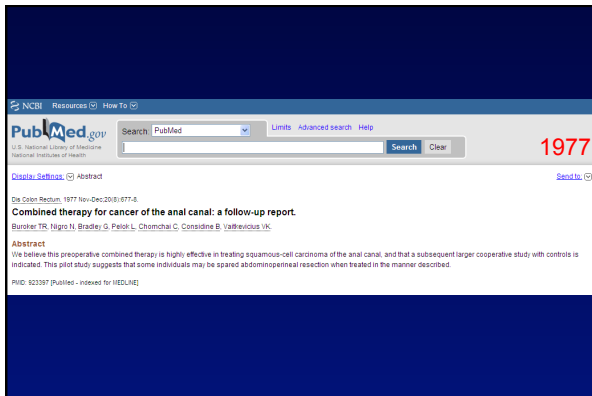 NCBI Resources How To
PubMed.gov
U.S. National Library of Medicine
National Institutes of Health
Search: PubMed
Limits Advanced search Help
Search Clear
1977
Display Settings: Abstract
Send to:
Dis Colon Rectum. 1977 Nov-Dec;20(8):677-8.
Combined therapy for cancer of the anal canal: a follow-up report.
Buroker TR, Nigro N, Bradley G, Pelok L, Chomchai C, Considine B, Vaitkevicius VK.
Abstract
We believe this preoperative combined therapy is highly effective in treating squamous-cell carcinoma of the anal canal, and that a subsequent larger cooperative study with controls is
indicated. This pilot study suggests that some individuals may be spared abdominoperineal resection when treated in the manner described.
PMID: 923397 [PubMed - indexed for MEDLINE]